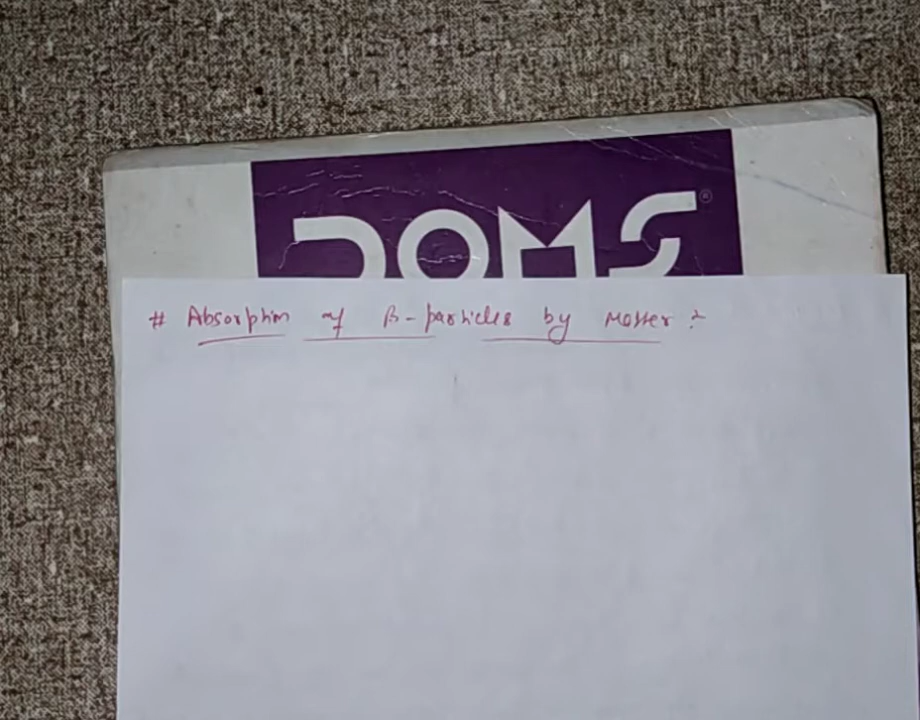 DOMS®
# Absorption of β-particles by Matter :